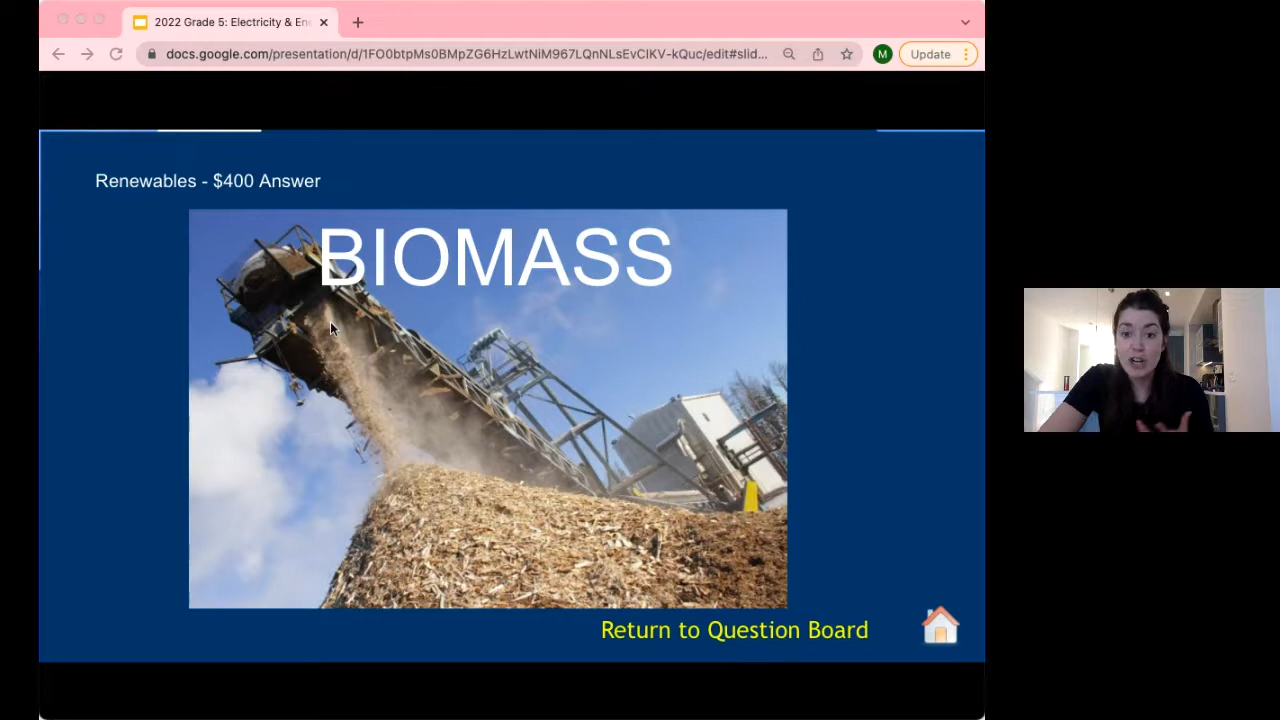 2022 Grade 5: Electricity & Ene
docs.google.com/presentation/d/1FO0btpMs0BMpZG6HzLwtNiM967LQnNLsEvClKV-kQuc/edit#slid...
M
Update
Renewables - $400 Answer
BIOMASS
Return to Question Board